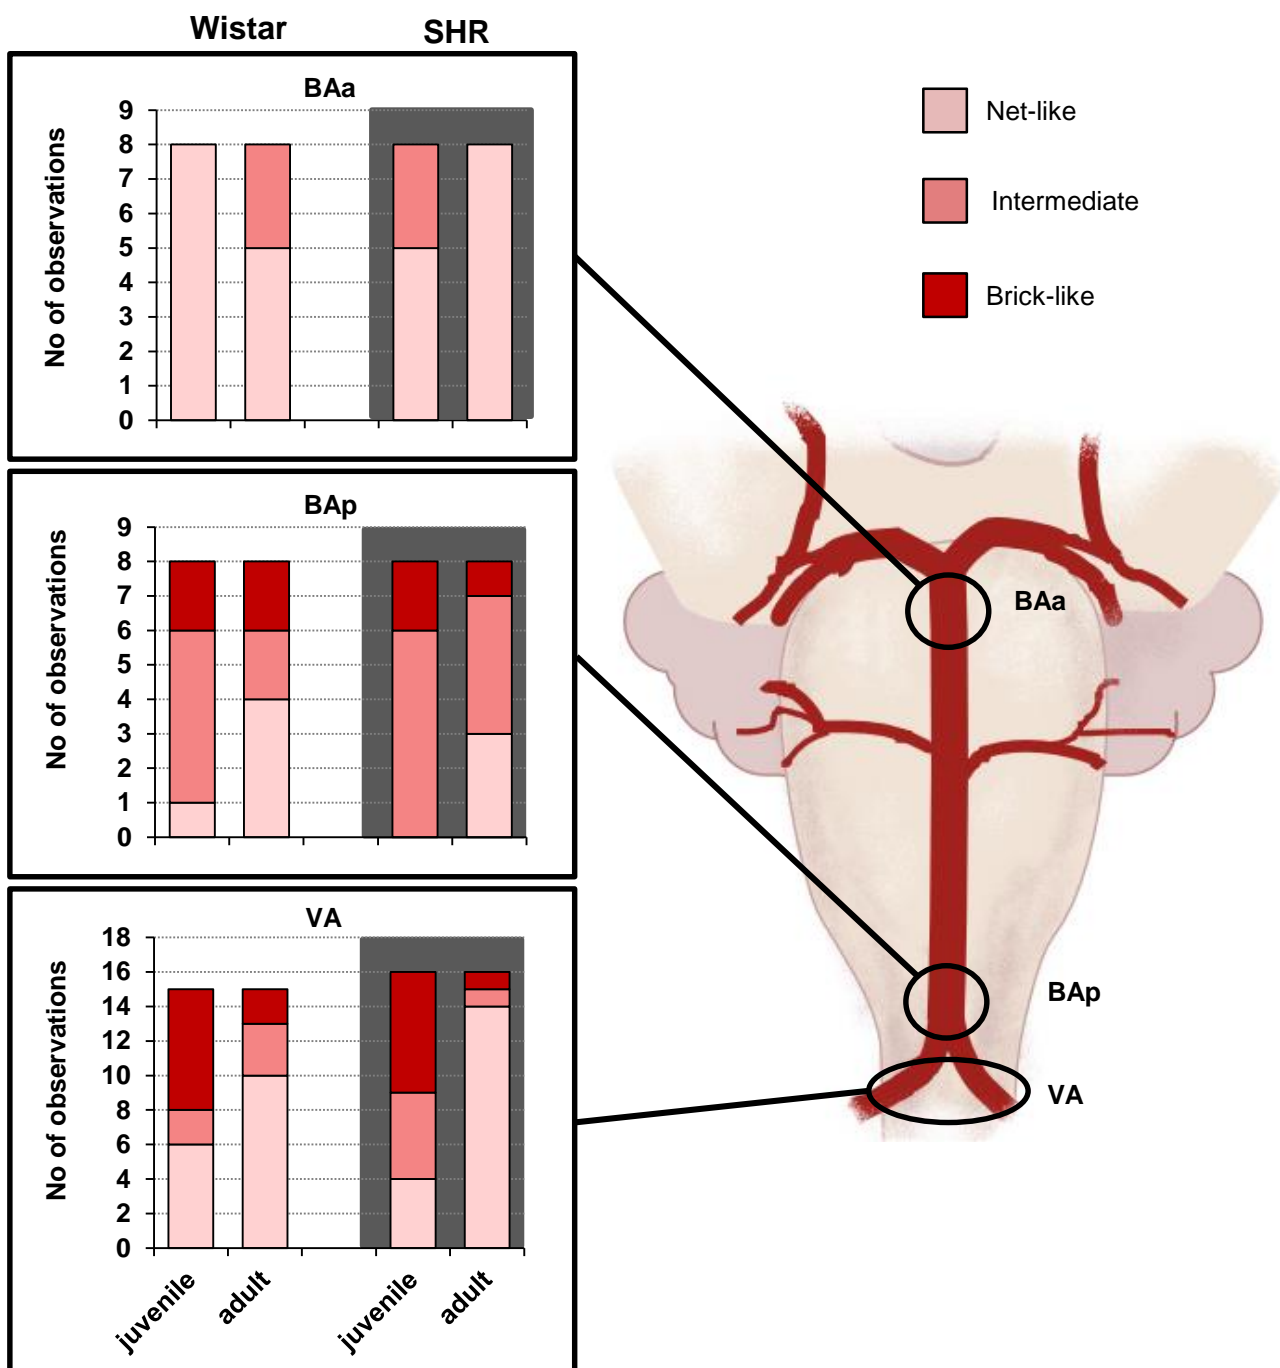 Wistar SHR
BAa
No of observations
9
8
7
6
5
4
3
2
1
0
BAp
No of observations
9
8
7
6
5
4
3
2
1
0
VA
No of observations
18
16
14
12
10
8
6
4
2
0
juvenile adult juvenile adult
Net-like
Intermediate
Brick-like
BAa
BAp
VA